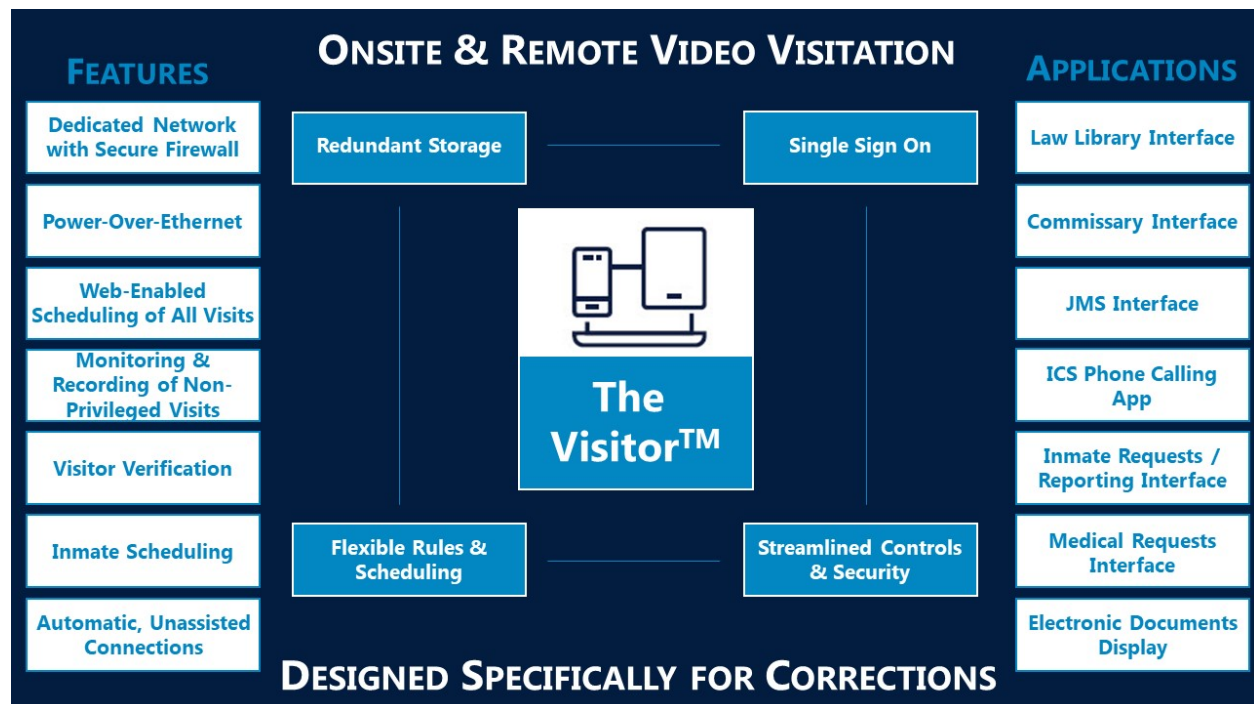 ONSITE & REMOTE VIDEO VISITATION
FEATURES
Dedicated Network
with Secure Firewall
Power-Over-Ethernet
Web-Enabled
Scheduling of All Visits
Monitoring &
Recording of Non-
Privileged Visits
Visitor Verification
Inmate Scheduling
Automatic, Unassisted
Connections
Redundant Storage
Single Sign On
The
Visitor™
Flexible Rules &
Scheduling
Streamlined Controls
& Security
APPLICATIONS
Law Library Interface
Commissary Interface
JMS Interface
ICS Phone Calling
App
Inmate Requests /
Reporting Interface
Medical Requests
Interface
Electronic Documents
Display
DESIGNED SPECIFICALLY FOR CORRECTIONS